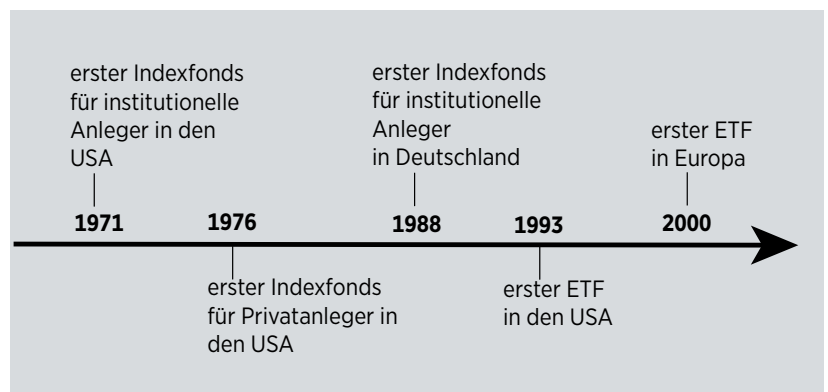 erster Indexfonds
für institutionelle
Anleger in den
USA
erster Indexfonds
für institutionelle
Anleger
in Deutschland
erster ETF
in Europa
1971
1976
1988
1993
2000
erster Indexfonds
für Privatanleger in
den USA
erster ETF
in den USA